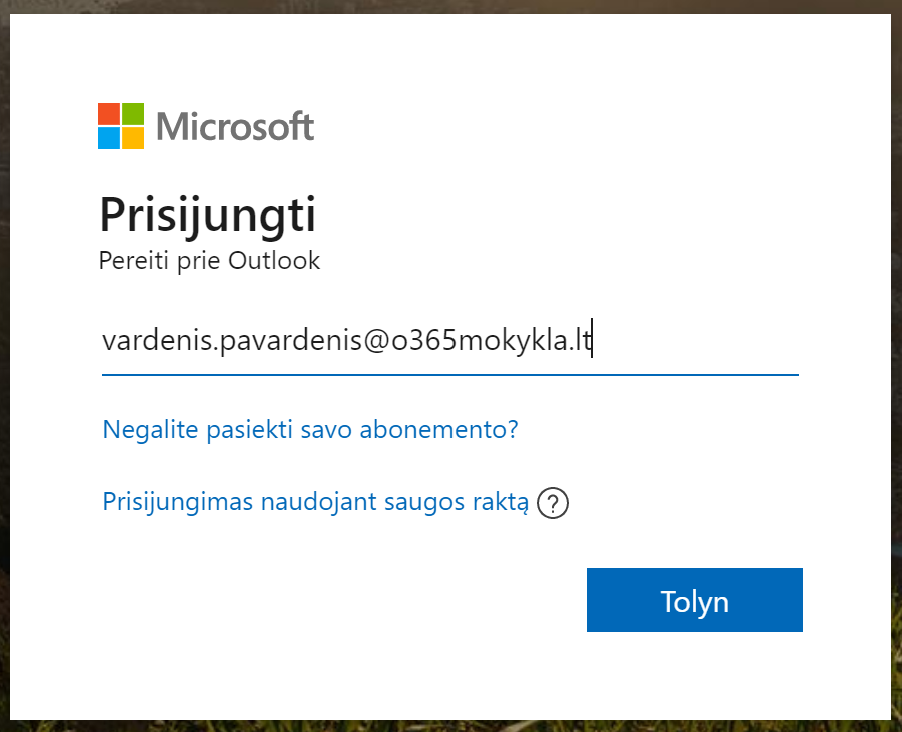 Microsoft
Prisijungti
Pereiti prie Outlook
vardenis.pavardenis@o365mokykla.lt
Negalite pasiekti savo abonemento?
Prisijungimas naudojant saugos raktą ?
Tolyn